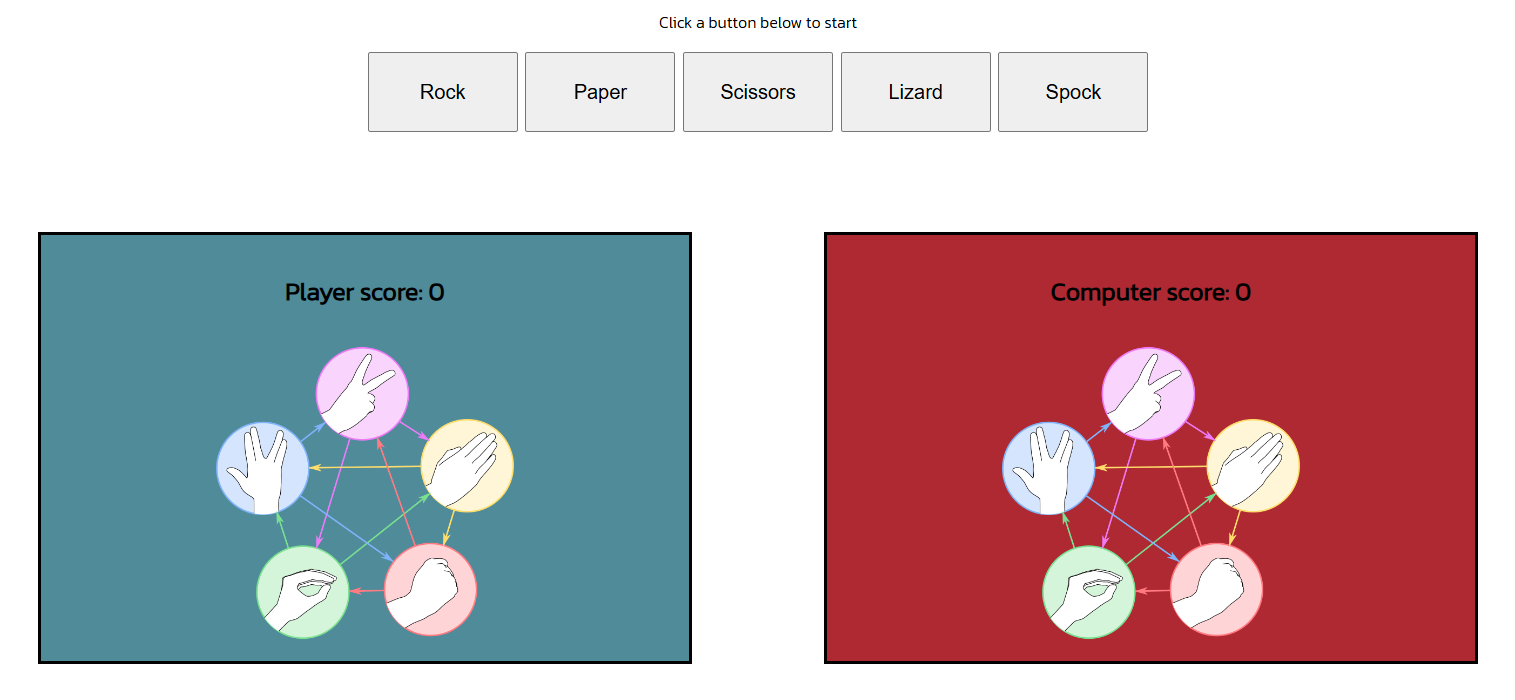 Click a button below to start
Rock
Paper
Scissors
Lizard
Spock
Player score: 0
Computer score: 0